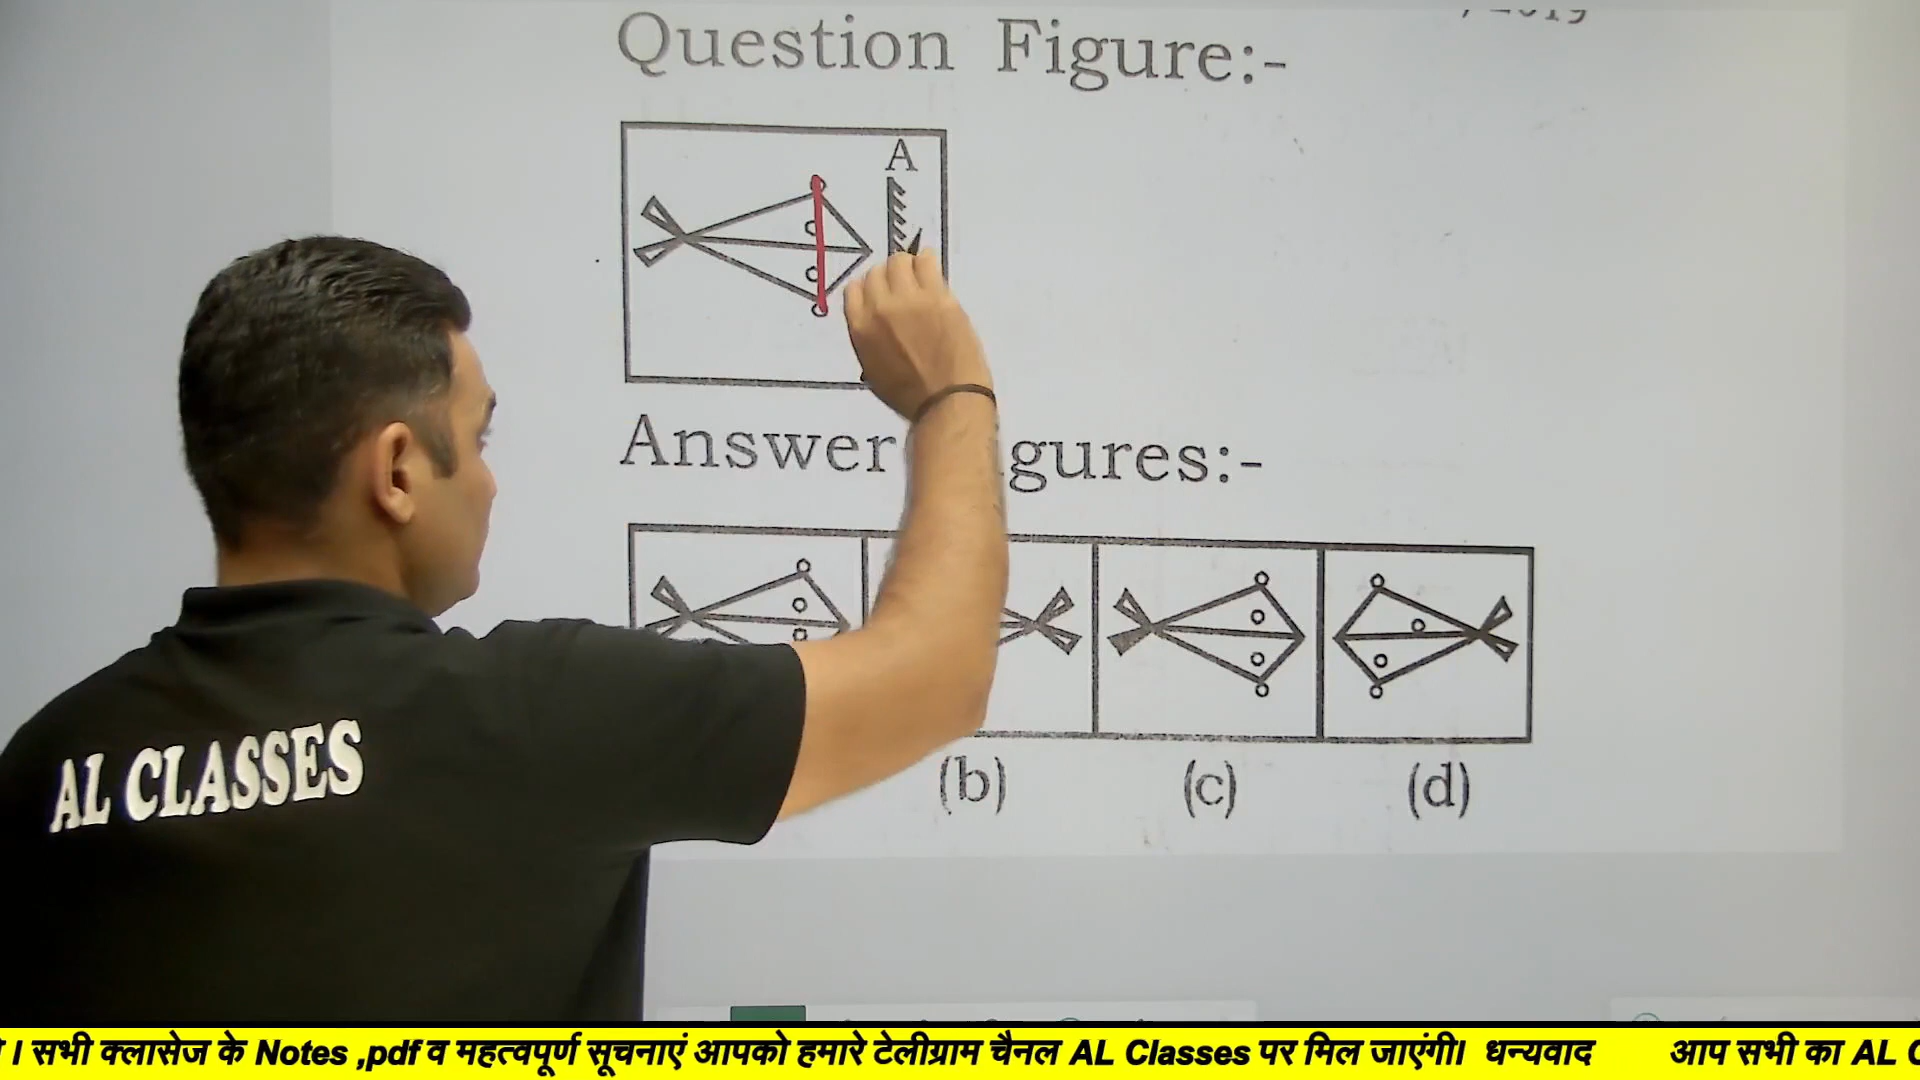 Question Figure:-
A
Answer gures:-
(b) (c) (d)
AL CLASSES
। सभी क्लासेज के Notes ,pdf व महत्वपूर्ण सूचनाएं आपको हमारे टेलीग्राम चैनल AL Classes पर मिल जाएंगी। धन्यवाद आप सभी का AL